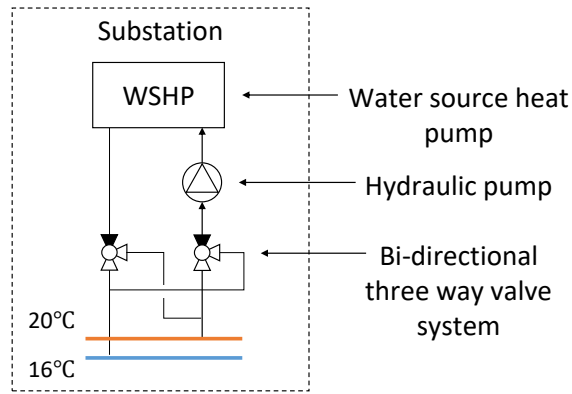 Substation
WSHP
Water source heat
pump
Hydraulic pump
Bi-directional
three way valve
system
20℃
16℃